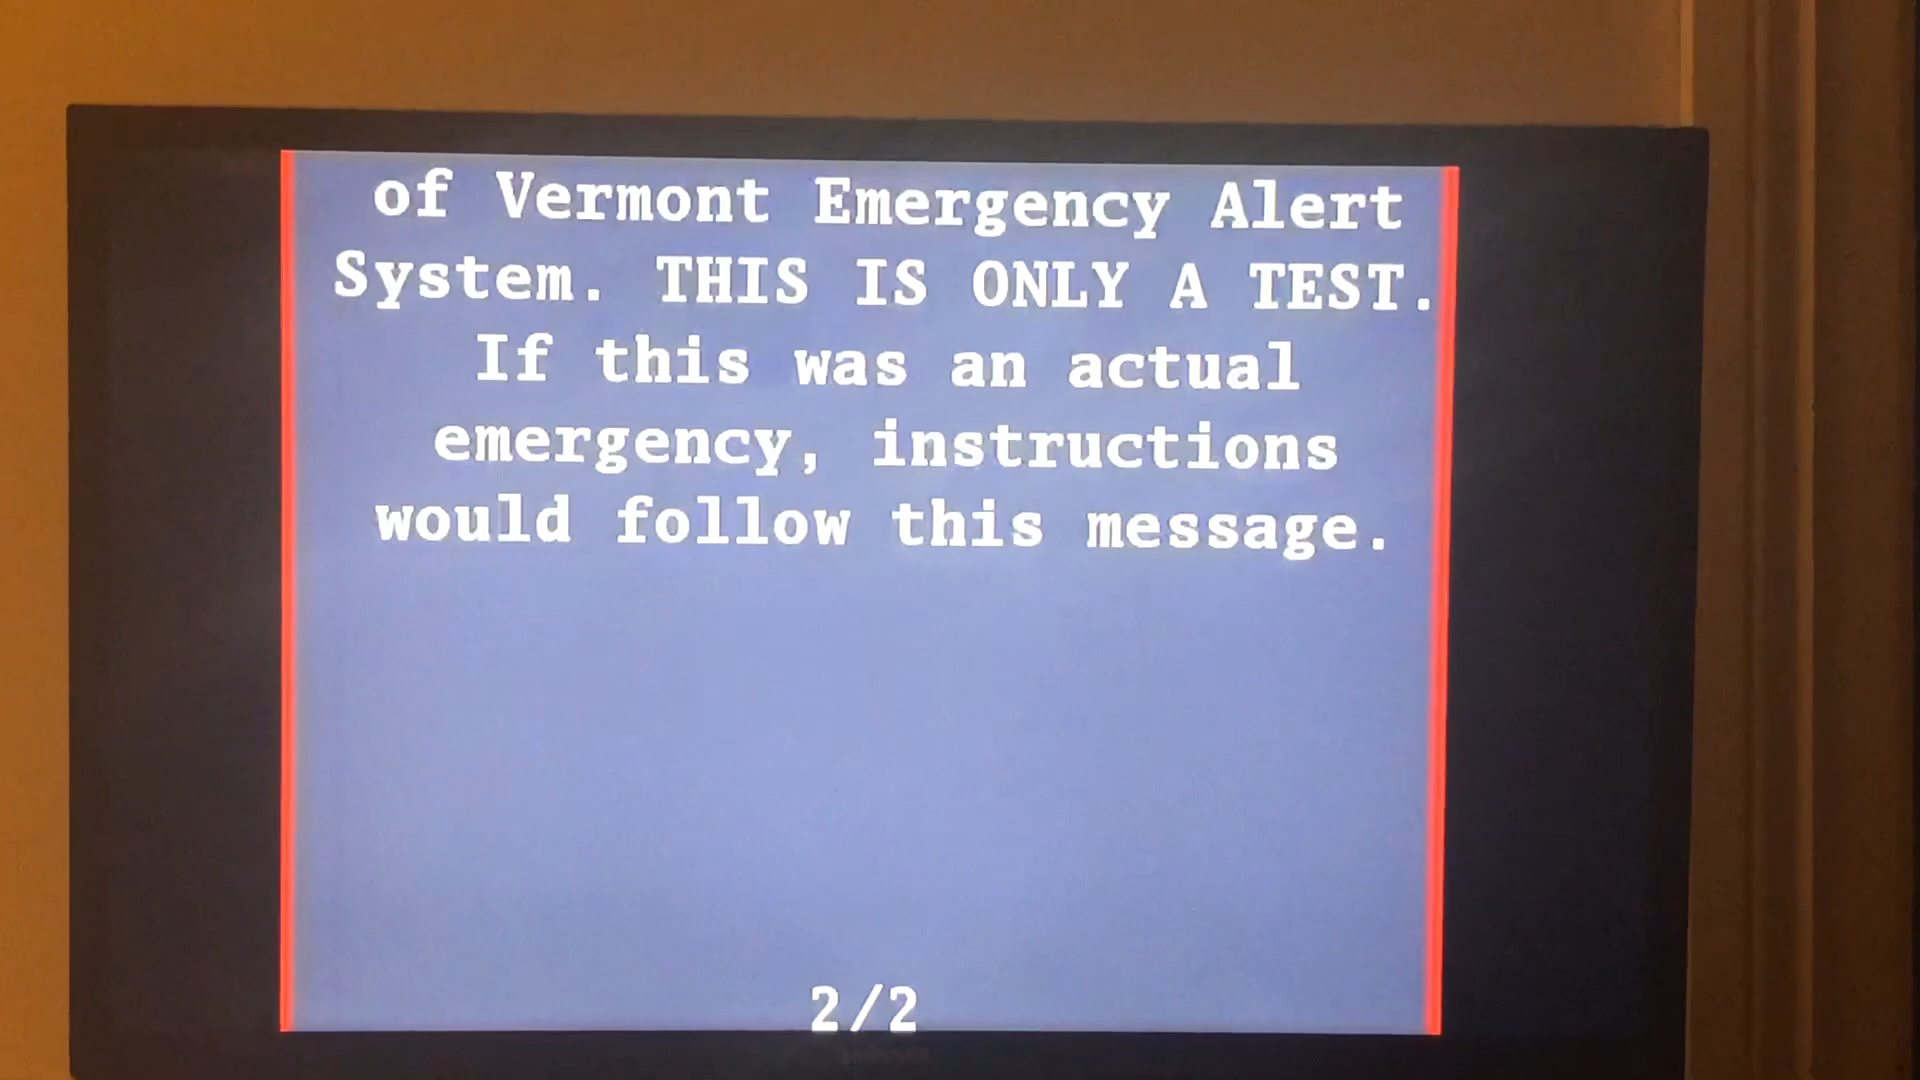 of Vermont Emergency Alert
System. THIS IS ONLY A TEST.
If this was an actual
emergency, instructions
would follow this message.
2/2